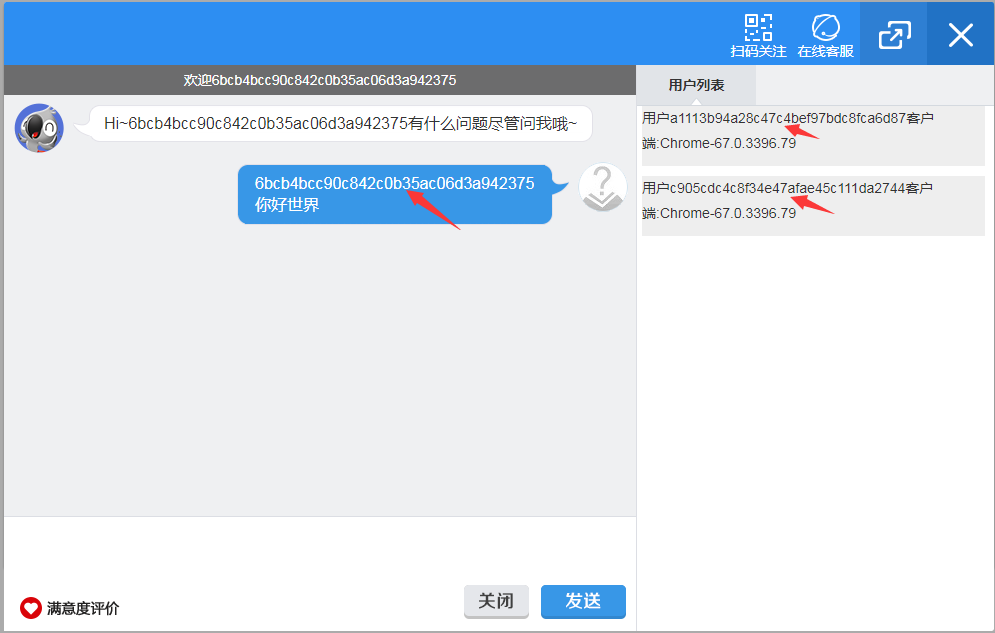 扫码关注
在线客服
欢迎6bcb4bcc90c842c0b35ac06d3a942375
用户列表
Hi~6bcb4bcc90c842c0b35ac06d3a942375有什么问题尽管问我哦~
6bcb4bcc90c842c0b35ac06d3a942375
你好世界
用户a1113b94a28c47c4bef97bdc8fca6d87客户
端:Chrome-67.0.3396.79
用户c905cdc4c8f34e47afae45c111da2744客户
端:Chrome-67.0.3396.79
满意度评价
关闭
发送